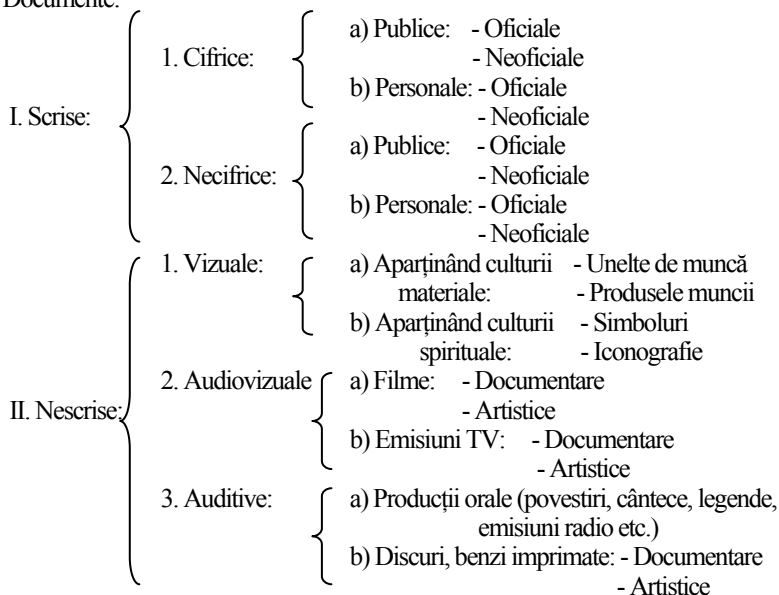 Documente:
a) Publice: - Oficiale
1. Cifrice: - Neoficiale
b) Personale: - Oficiale
I. Scrise: - Neoficiale
a) Publice: - Oficiale
2. Necifrice: - Neoficiale
b) Personale: - Oficiale
- Neoficiale
1. Vizuale: a) Aparținând culturii - Unelte de muncă
materiale: - Produsele muncii
b) Aparținând culturii - Simboluri
spirituale: - Iconografie
2. Audiovizuale a) Filme: - Documentare
II. Nescrise: - Artistice
b) Emisiuni TV: - Documentare
- Artistice
3. Auditive: a) Producții orale (povestiri, cântece, legende,
emisiuni radio etc.)
b) Discuri, benzi imprimate: - Documentare
- Artistice